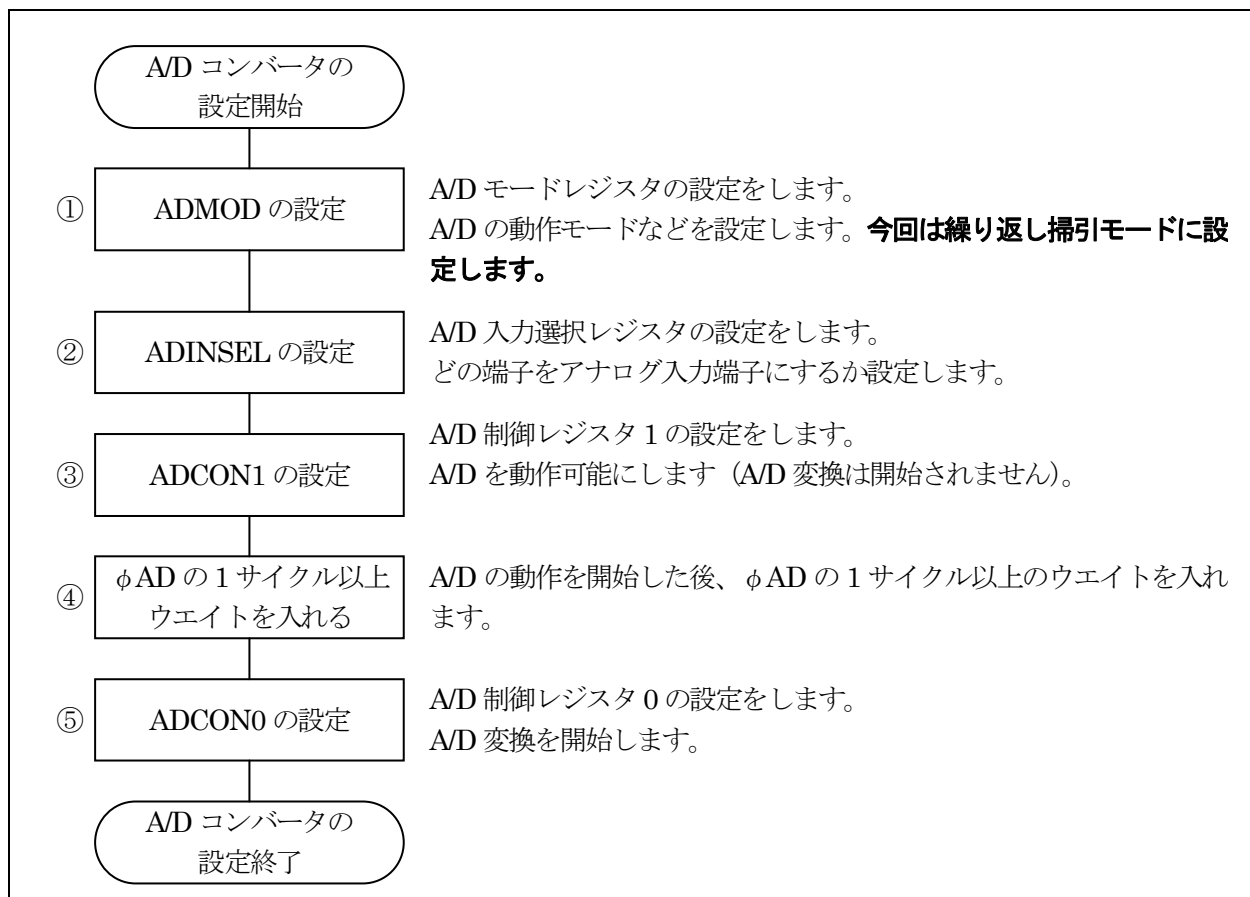 A/D コンバータの
設定開始
① ADMOD の設定
A/D モードレジスタの設定をします。
A/D の動作モードなどを設定します。今回は繰り返し掃引モードに設
定します。
② ADINSEL の設定
A/D 入力選択レジスタの設定をします。
どの端子をアナログ入力端子にするか設定します。
③ ADCON1 の設定
A/D 制御レジスタ 1 の設定をします。
A/D を動作可能にします（A/D 変換は開始されません）。
④ φAD の 1 サイクル以上
ウエイトを入れる
A/D の動作を開始した後、φAD の 1 サイクル以上のウエイトを入れ
ます。
⑤ ADCON0 の設定
A/D 制御レジスタ 0 の設定をします。
A/D 変換を開始します。
A/D コンバータの
設定終了